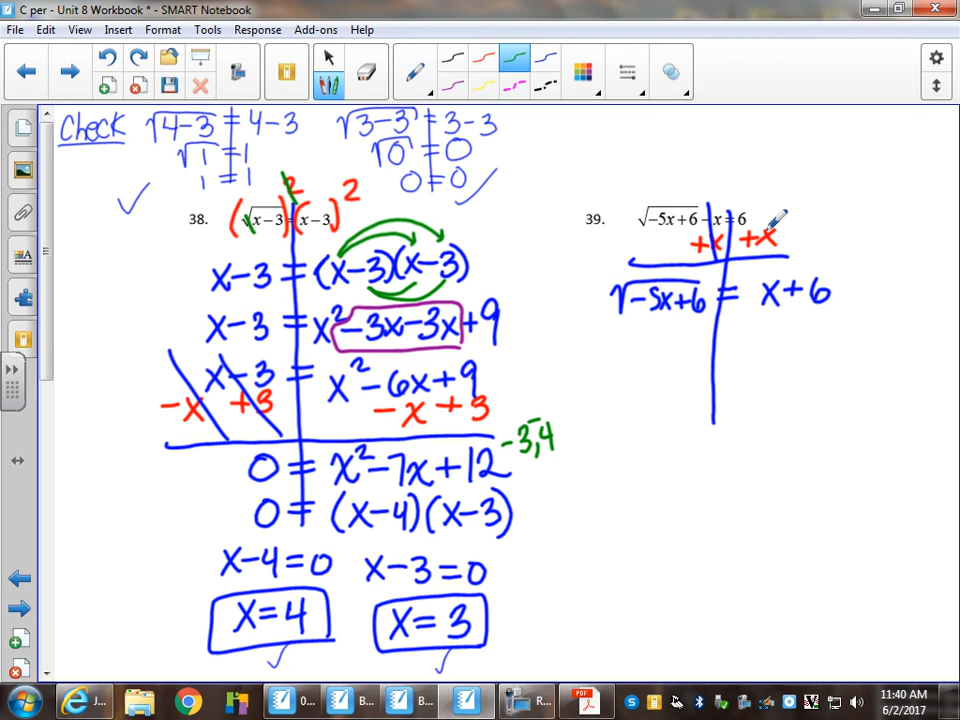 C per - Unit 8 Workbook * - SMART Notebook
File Edit View Insert Format Tools Response Add-ons Help
Check √4-3 = 4-3 √3-3 = 3-3
√1 = 1 √0 = 0
1 = 1 0 = 0
38. (√x-3)² = (x-3)²
x-3 = (x-3)(x-3)
x-3 = x²-3x-3x+9
x-3 = x²-6x+9
-x +3 -x +3
0 = x²-7x+12 -3,-4
0 = (x-4)(x-3)
x-4=0 x-3=0
x=4 x=3
39. √-5x+6 - x = 6
+x +x
√-5x+6 = x+6
J...
0...
B...
B...
R...
PDF
11:40 AM
6/2/2017